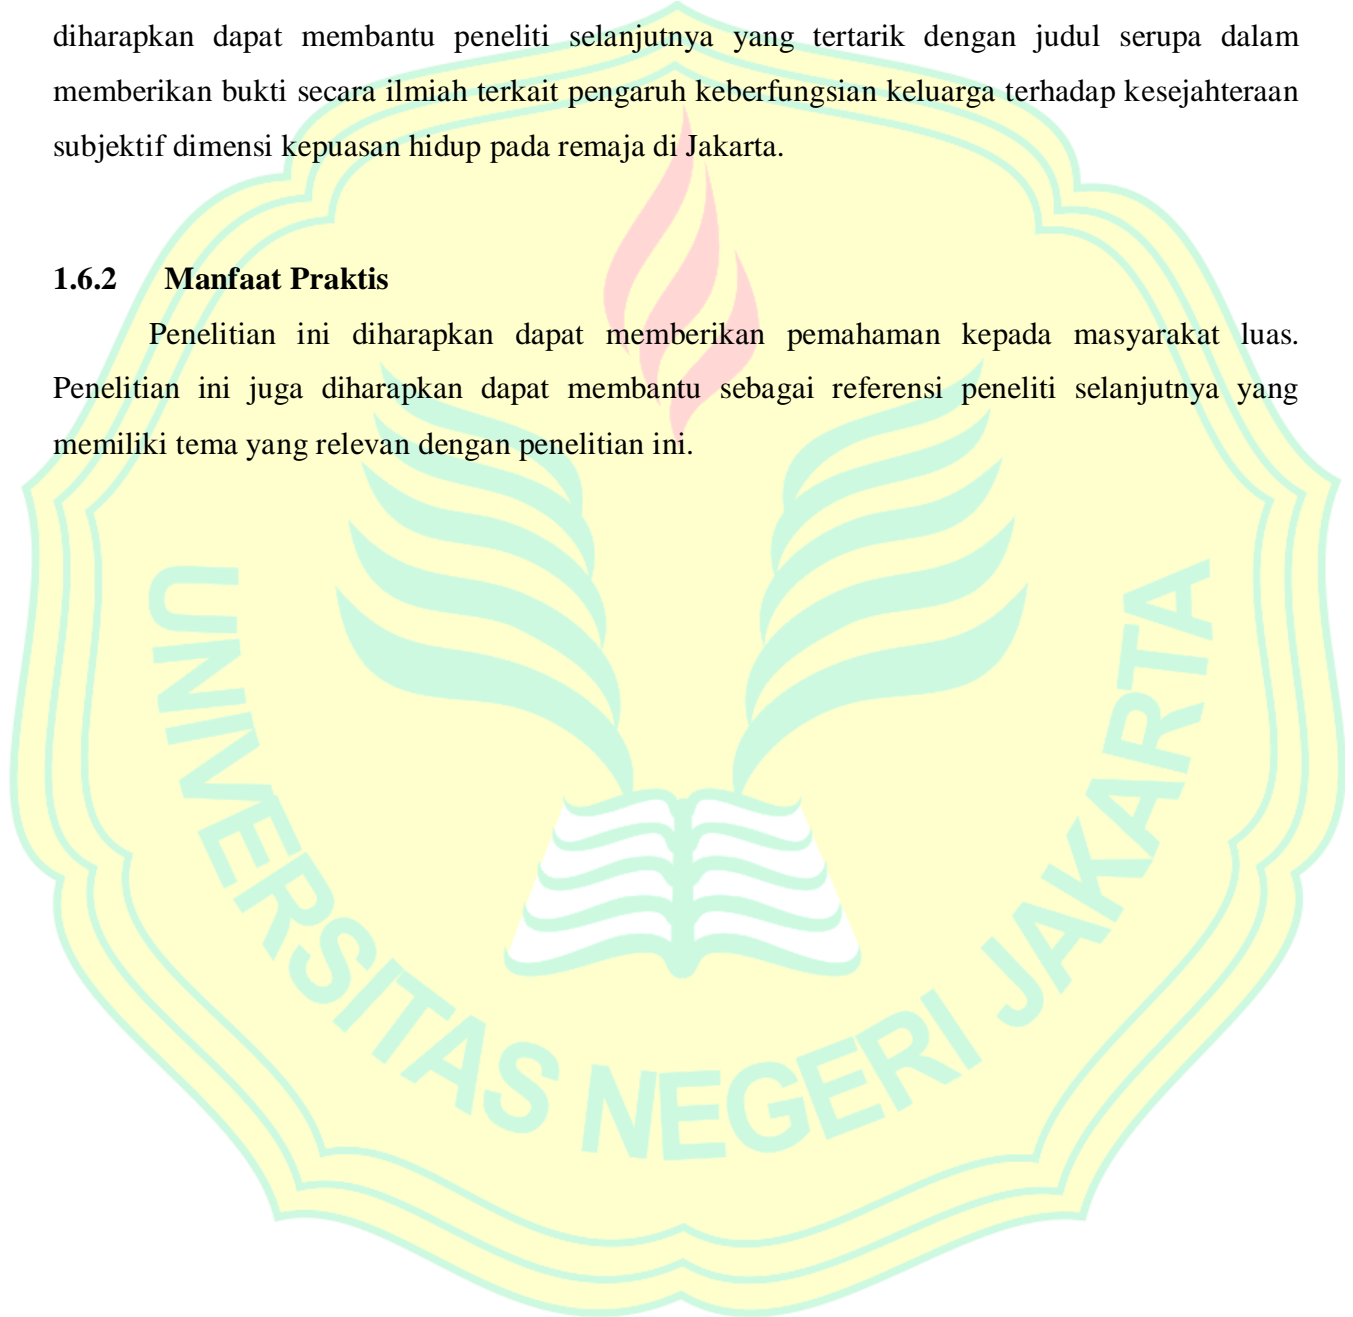 diharapkan dapat membantu peneliti selanjutnya yang tertarik dengan judul serupa dalam
memberikan bukti secara ilmiah terkait pengaruh keberfungsian keluarga terhadap kesejahteraan
subjektif dimensi kepuasan hidup pada remaja di Jakarta.
1.6.2 Manfaat Praktis
Penelitian ini diharapkan dapat memberikan pemahaman kepada masyarakat luas.
Penelitian ini juga diharapkan dapat membantu sebagai referensi peneliti selanjutnya yang
memiliki tema yang relevan dengan penelitian ini.
UNIVERSITAS NEGERI JAKARTA